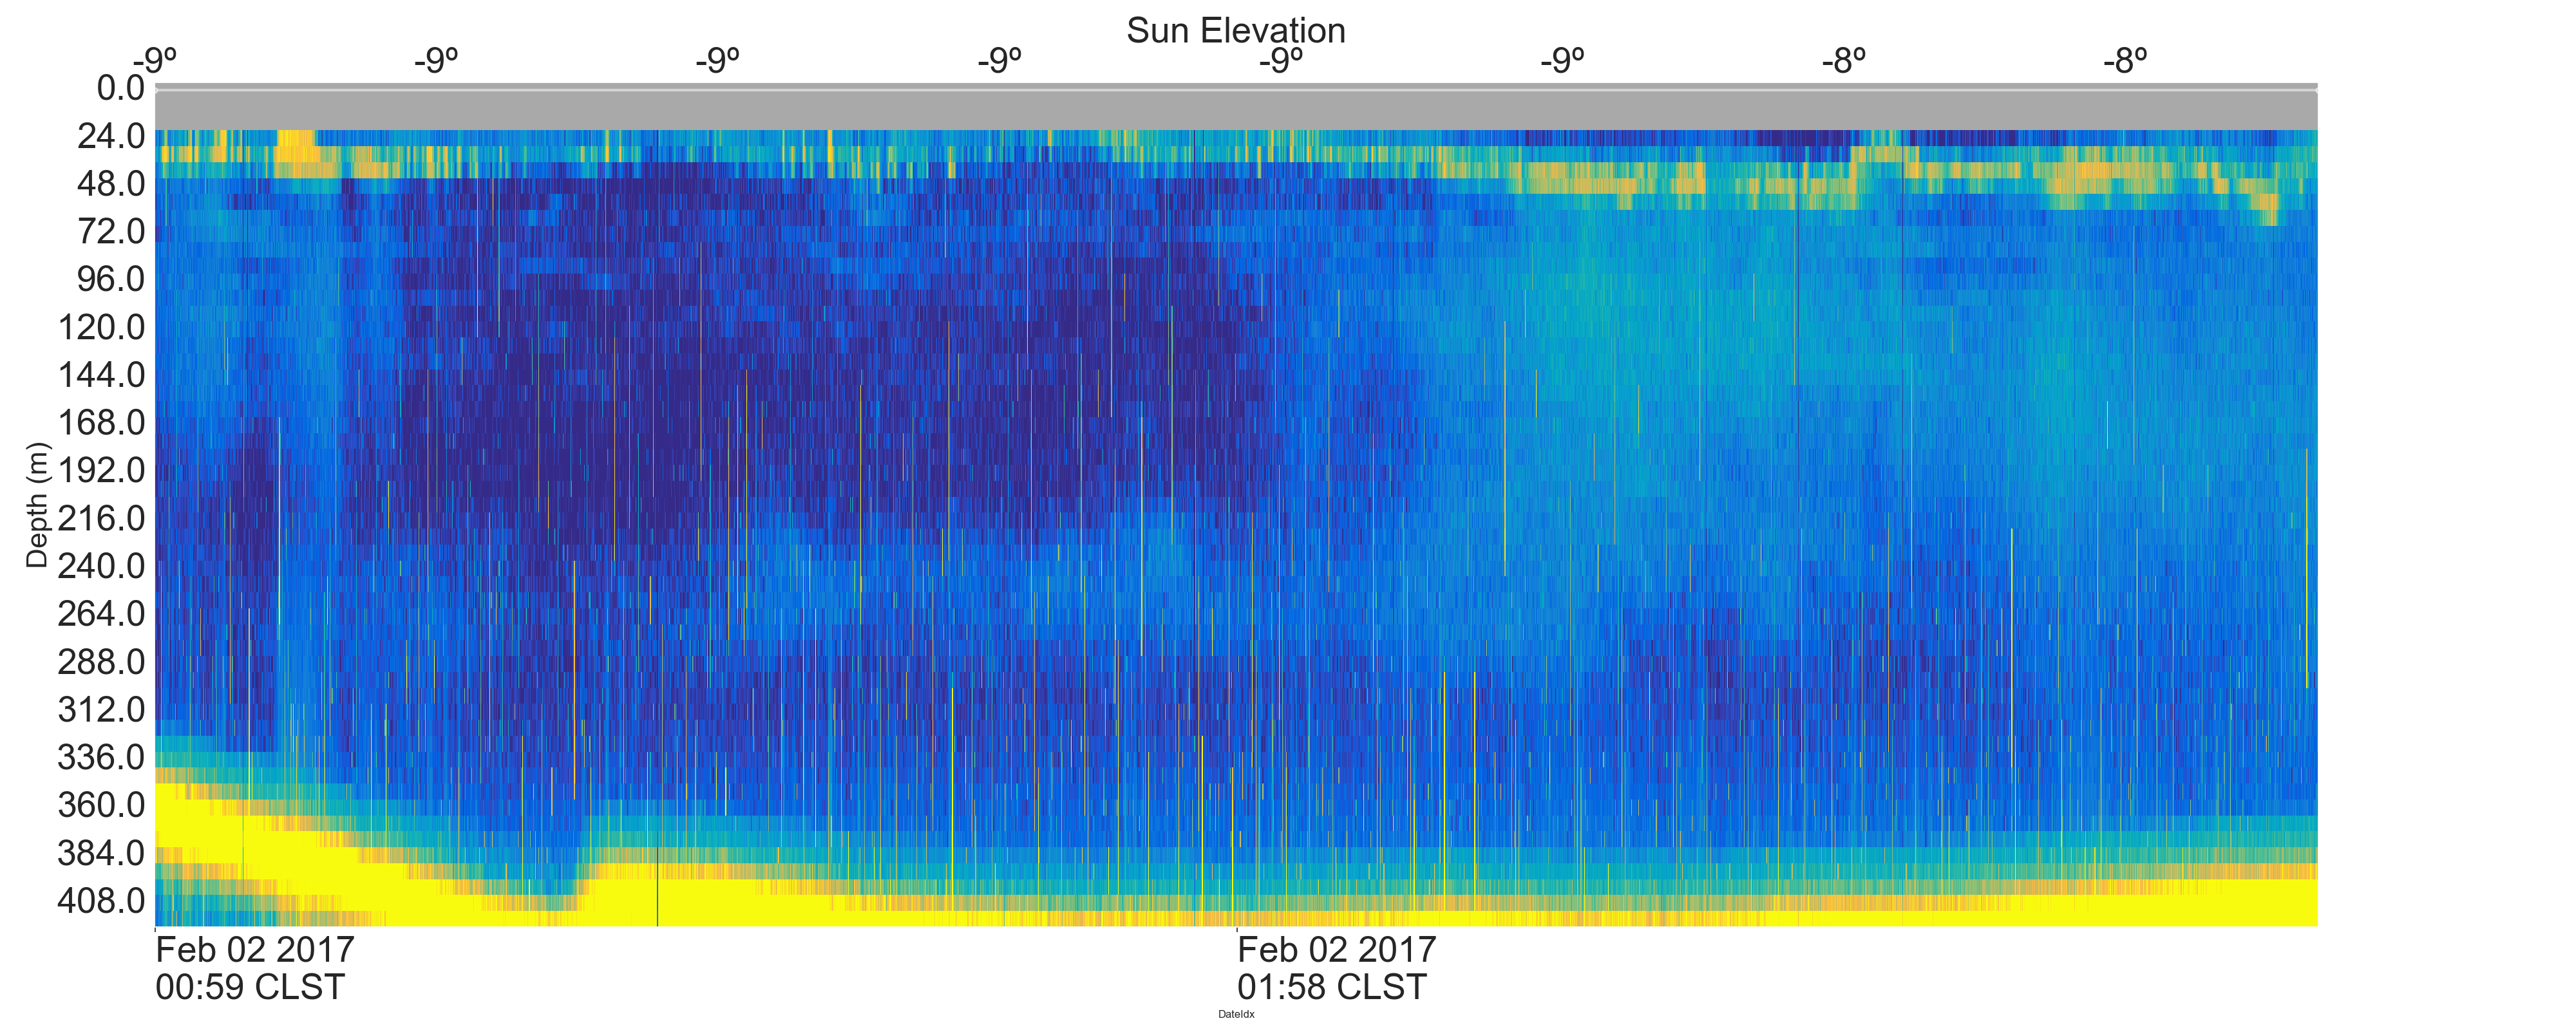 Sun Elevation
-9º -9º -9º -9º -9º -9º -8º -8º
0.0
24.0
48.0
72.0
96.0
120.0
144.0
168.0
192.0
216.0
240.0
264.0
288.0
312.0
336.0
360.0
384.0
408.0
Depth (m)
Feb 02 2017
00:59 CLST
Feb 02 2017
01:58 CLST
DateIdx